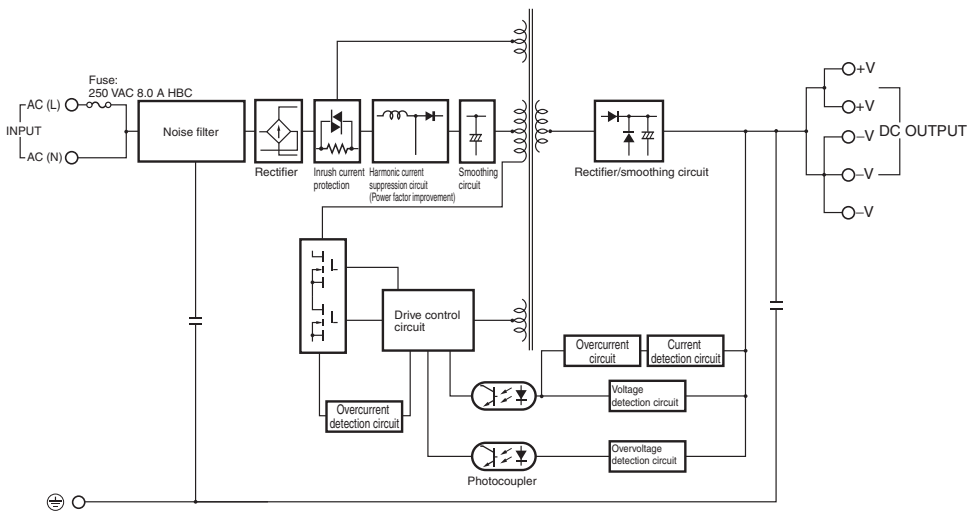 Fuse:
250 VAC 8.0 A HBC
AC (L)
INPUT
AC (N)
Noise filter
Rectifier
Inrush current
protection
Harmonic current
suppression circuit
(Power factor improvement)
Smoothing
circuit
Rectifier/smoothing circuit
+V
+V
−V
DC OUTPUT
−V
−V
Drive control
circuit
Overcurrent
detection circuit
Overcurrent
circuit
Current
detection circuit
Voltage
detection circuit
Overvoltage
detection circuit
Photocoupler